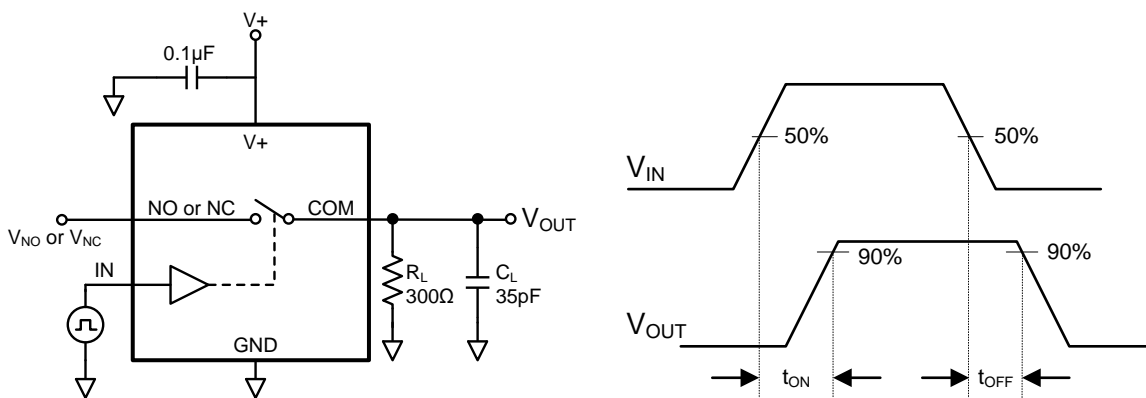 V+
0.1µF
V+
NO or NC
COM
V_NO or V_NC
V_OUT
IN
R_L
300Ω
C_L
35pF
GND
50%
50%
V_IN
90%
90%
V_OUT
t_ON
t_OFF